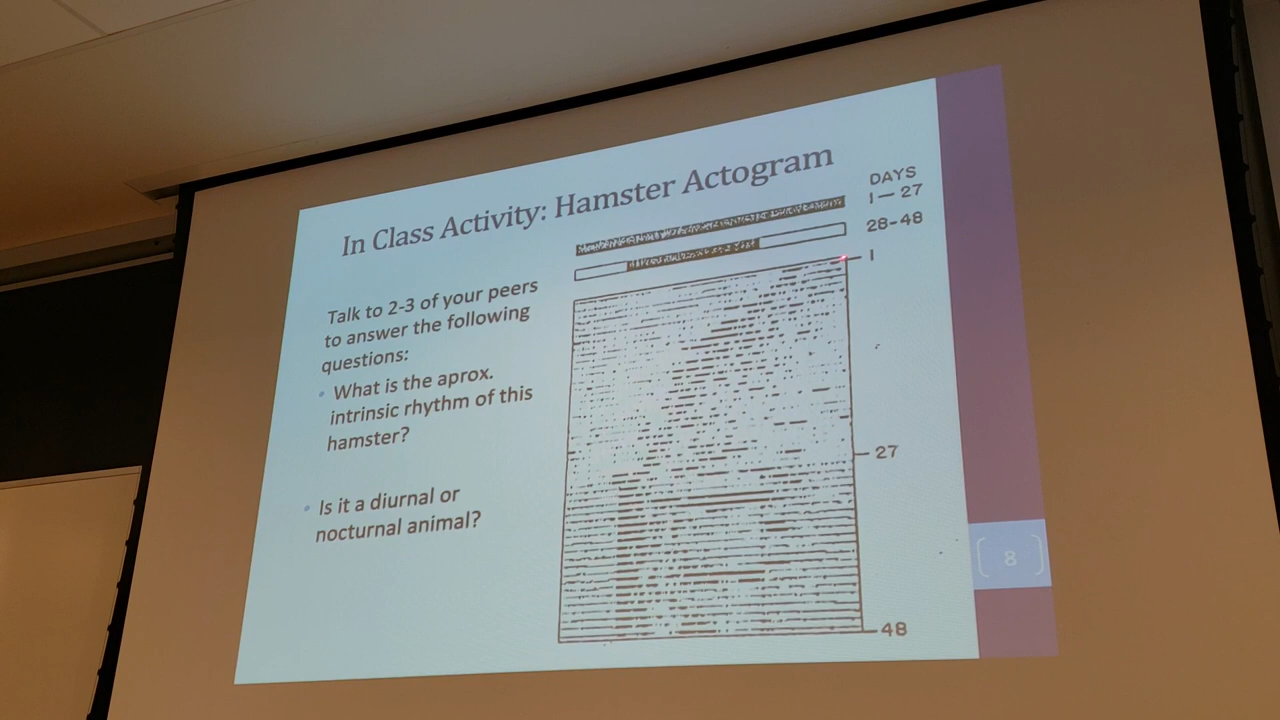 In Class Activity: Hamster Actogram
Talk to 2-3 of your peers
to answer the following
questions:
• What is the aprox.
intrinsic rhythm of this
hamster?
• Is it a diurnal or
nocturnal animal?
DAYS
1 — 27
28-48
1
27
48
8